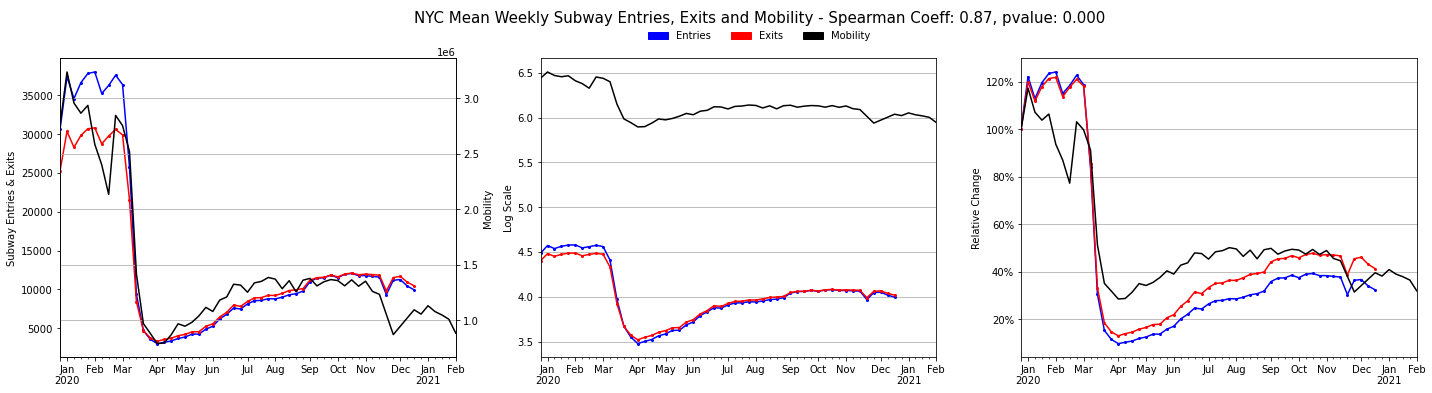 NYC Mean Weekly Subway Entries, Exits and Mobility - Spearman Coeff: 0.87, pvalue: 0.000
Entries Exits Mobility
Subway Entries & Exits
35000
30000
25000
20000
15000
10000
5000
1e6
3.0
2.5
2.0
1.5
1.0
Mobility
Jan Feb Mar Apr May Jun Jul Aug Sep Oct Nov Dec Jan Feb
2020 2021
Log Scale
6.5
6.0
5.5
5.0
4.5
4.0
3.5
Jan Feb Mar Apr May Jun Jul Aug Sep Oct Nov Dec Jan Feb
2020 2021
Relative Change
120%
100%
80%
60%
40%
20%
Jan Feb Mar Apr May Jun Jul Aug Sep Oct Nov Dec Jan Feb
2020 2021